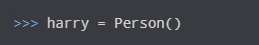 >>> harry = Person()